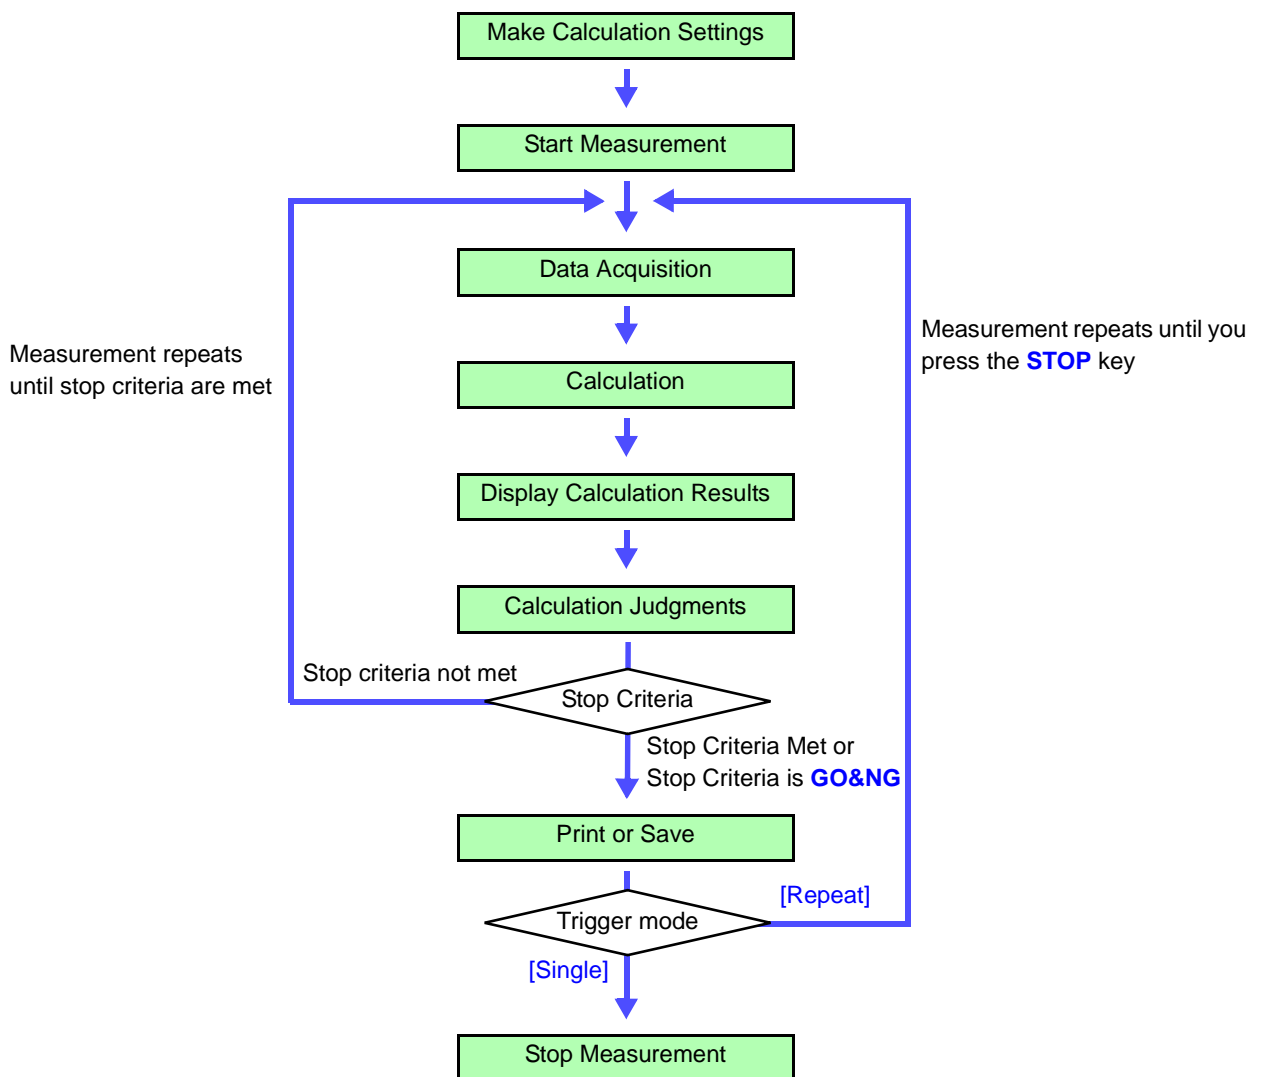 Make Calculation Settings
Start Measurement
Data Acquisition
Measurement repeats until you
press the STOP key
Measurement repeats
until stop criteria are met
Calculation
Display Calculation Results
Calculation Judgments
Stop criteria not met
Stop Criteria
Stop Criteria Met or
Stop Criteria is GO&NG
Print or Save
[Repeat]
Trigger mode
[Single]
Stop Measurement